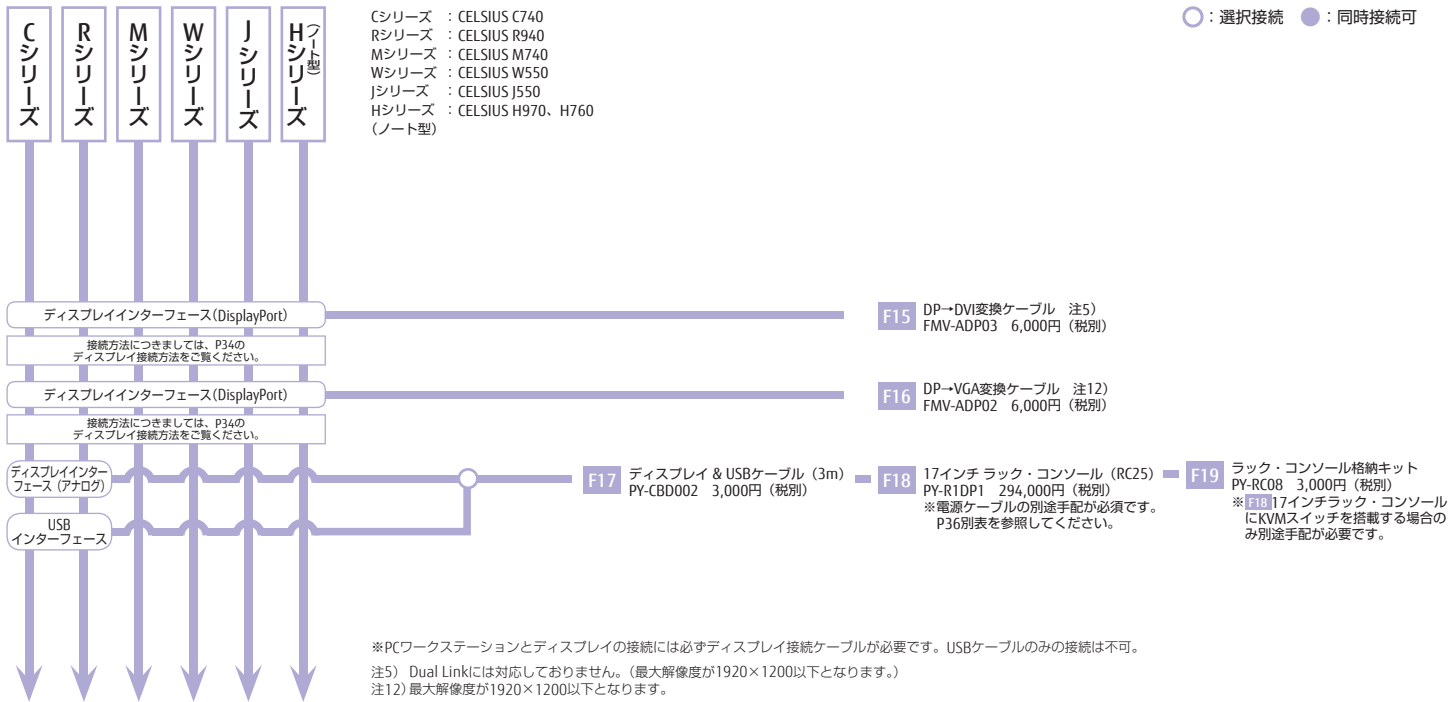 Cシリーズ
Rシリーズ
Mシリーズ
Wシリーズ
Jシリーズ
Hシリーズ（ノート型）
Cシリーズ ：CELSIUS C740
Rシリーズ ：CELSIUS R940
Mシリーズ ：CELSIUS M740
Wシリーズ ：CELSIUS W550
Jシリーズ ：CELSIUS J550
Hシリーズ ：CELSIUS H970、H760
（ノート型）
：選択接続 ：同時接続可
ディスプレイインターフェース（DisplayPort）
接続方法につきましては、P34の
ディスプレイ接続方法をご覧ください。
F15 DP→DVI変換ケーブル 注5）
FMV-ADP03 6,000円（税別）
ディスプレイインターフェース（DisplayPort）
接続方法につきましては、P34の
ディスプレイ接続方法をご覧ください。
F16 DP→VGA変換ケーブル 注12）
FMV-ADP02 6,000円（税別）
ディスプレイインター
フェース（アナログ）
USB
インターフェース
F17 ディスプレイ & USBケーブル（3m）
PY-CBD002 3,000円（税別）
F18 17インチ ラック・コンソール（RC25）
PY-R1DP1 294,000円（税別）
※電源ケーブルの別途手配が必須です。
P36別表を参照してください。
F19 ラック・コンソール格納キット
PY-RC08 3,000円（税別）
※F18 17インチラック・コンソール
にKVMスイッチを搭載する場合の
み別途手配が必要です。
※PCワークステーションとディスプレイの接続には必ずディスプレイ接続ケーブルが必要です。USBケーブルのみの接続は不可。
注5） Dual Linkには対応しておりません。（最大解像度が1920×1200以下となります。）
注12）最大解像度が1920×1200以下となります。